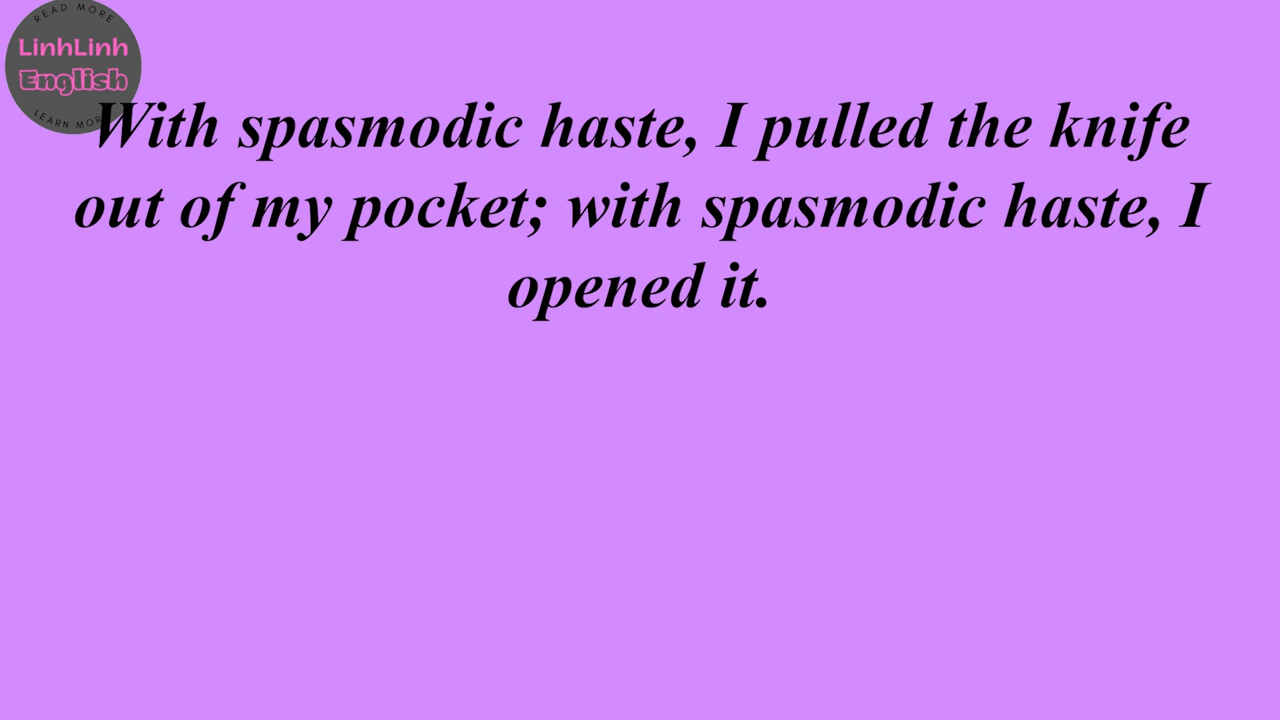 READ MORE
LinhLinh
English
LEARN MORE
With spasmodic haste, I pulled the knife
out of my pocket; with spasmodic haste, I
opened it.